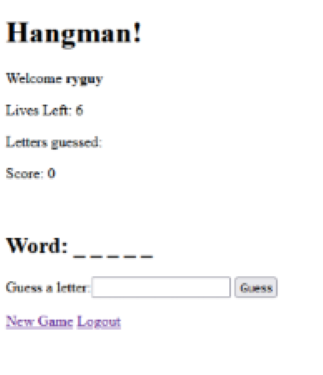 Hangman!
Welcome ryguy
Lives Left: 6
Letters guessed:
Score: 0
Word: _ _ _ _ _
Guess a letter: Guess
New Game Logout